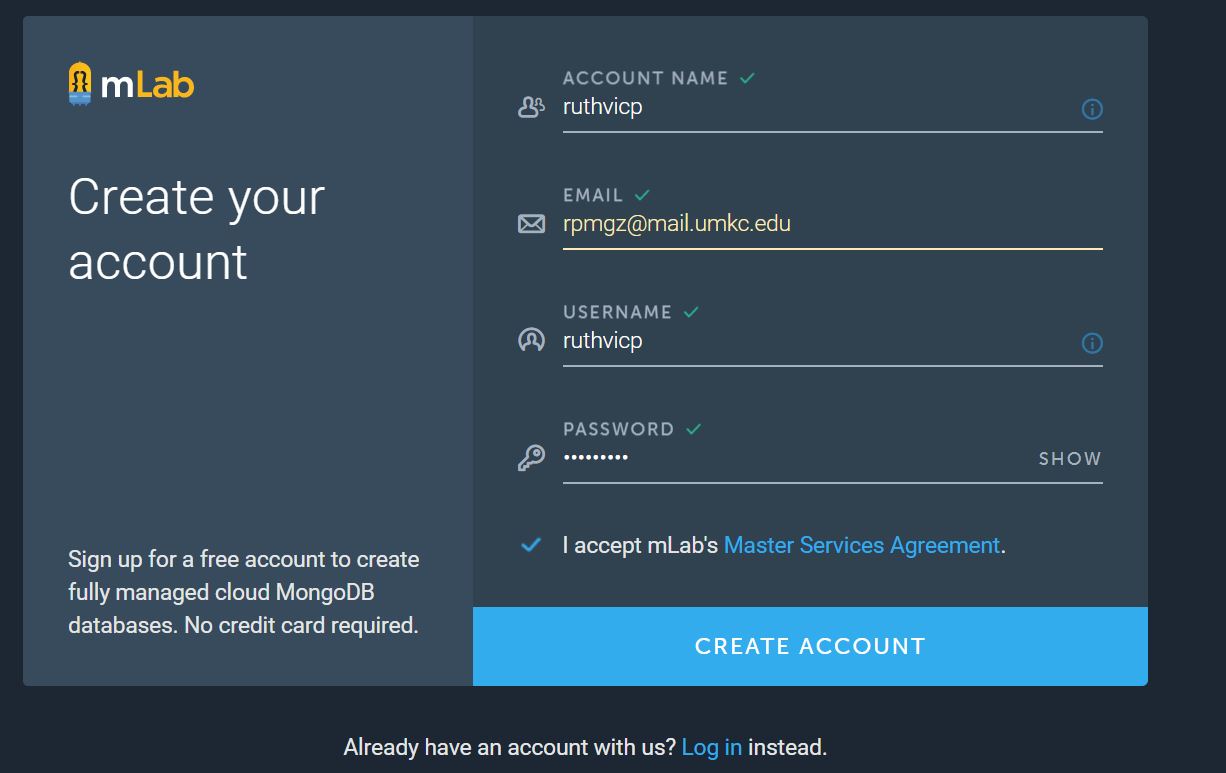 mLab
Create your
account
Sign up for a free account to create
fully managed cloud MongoDB
databases. No credit card required.
ACCOUNT NAME
ruthvicp
EMAIL
rpmgz@mail.umkc.edu
USERNAME
ruthvicp
PASSWORD
•••••••••
SHOW
I accept mLab's Master Services Agreement.
CREATE ACCOUNT
Already have an account with us? Log in instead.